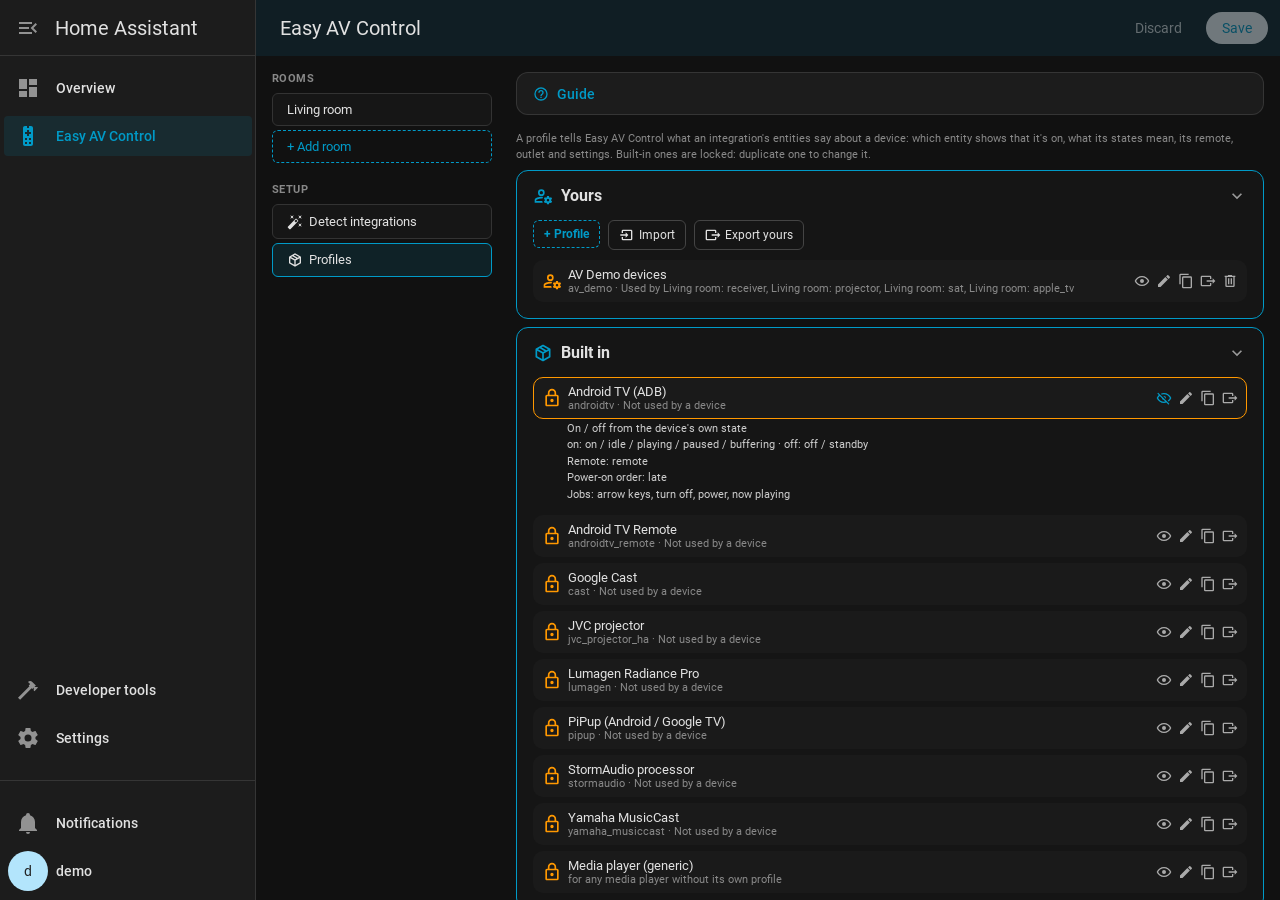 Home Assistant
Easy AV Control
Discard
Save
Overview
Easy AV Control
Developer tools
Settings
Notifications
d
demo
ROOMS
Living room
+ Add room
SETUP
Detect integrations
Profiles
Guide
A profile tells Easy AV Control what an integration's entities say about a device: which entity shows that it's on, what its states mean, its remote,
outlet and settings. Built-in ones are locked: duplicate one to change it.
Yours
+ Profile
Import
Export yours
AV Demo devices
av_demo · Used by Living room: receiver, Living room: projector, Living room: sat, Living room: apple_tv
Built in
Android TV (ADB)
androidtv · Not used by a device
On / off from the device's own state
on: on / idle / playing / paused / buffering · off: off / standby
Remote: remote
Power-on order: late
Jobs: arrow keys, turn off, power, now playing
Android TV Remote
androidtv_remote · Not used by a device
Google Cast
cast · Not used by a device
JVC projector
jvc_projector_ha · Not used by a device
Lumagen Radiance Pro
lumagen · Not used by a device
PiPup (Android / Google TV)
pipup · Not used by a device
StormAudio processor
stormaudio · Not used by a device
Yamaha MusicCast
yamaha_musiccast · Not used by a device
Media player (generic)
for any media player without its own profile